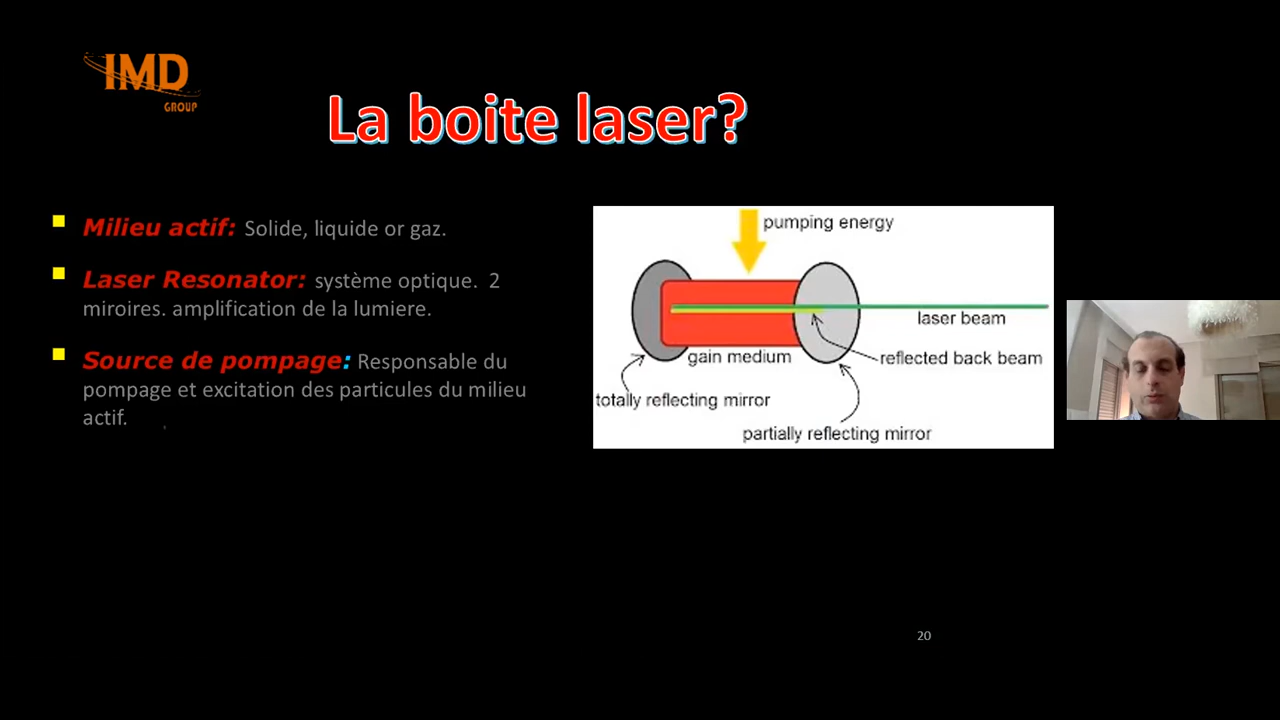 IMD
GROUP
La boite laser?
Milieu actif: Solide, liquide or gaz.
Laser Resonator: système optique. 2
miroires. amplification de la lumiere.
Source de pompage: Responsable du
pompage et excitation des particules du milieu
actif.
pumping energy
laser beam
gain medium
reflected back beam
totally reflecting mirror
partially reflecting mirror
20